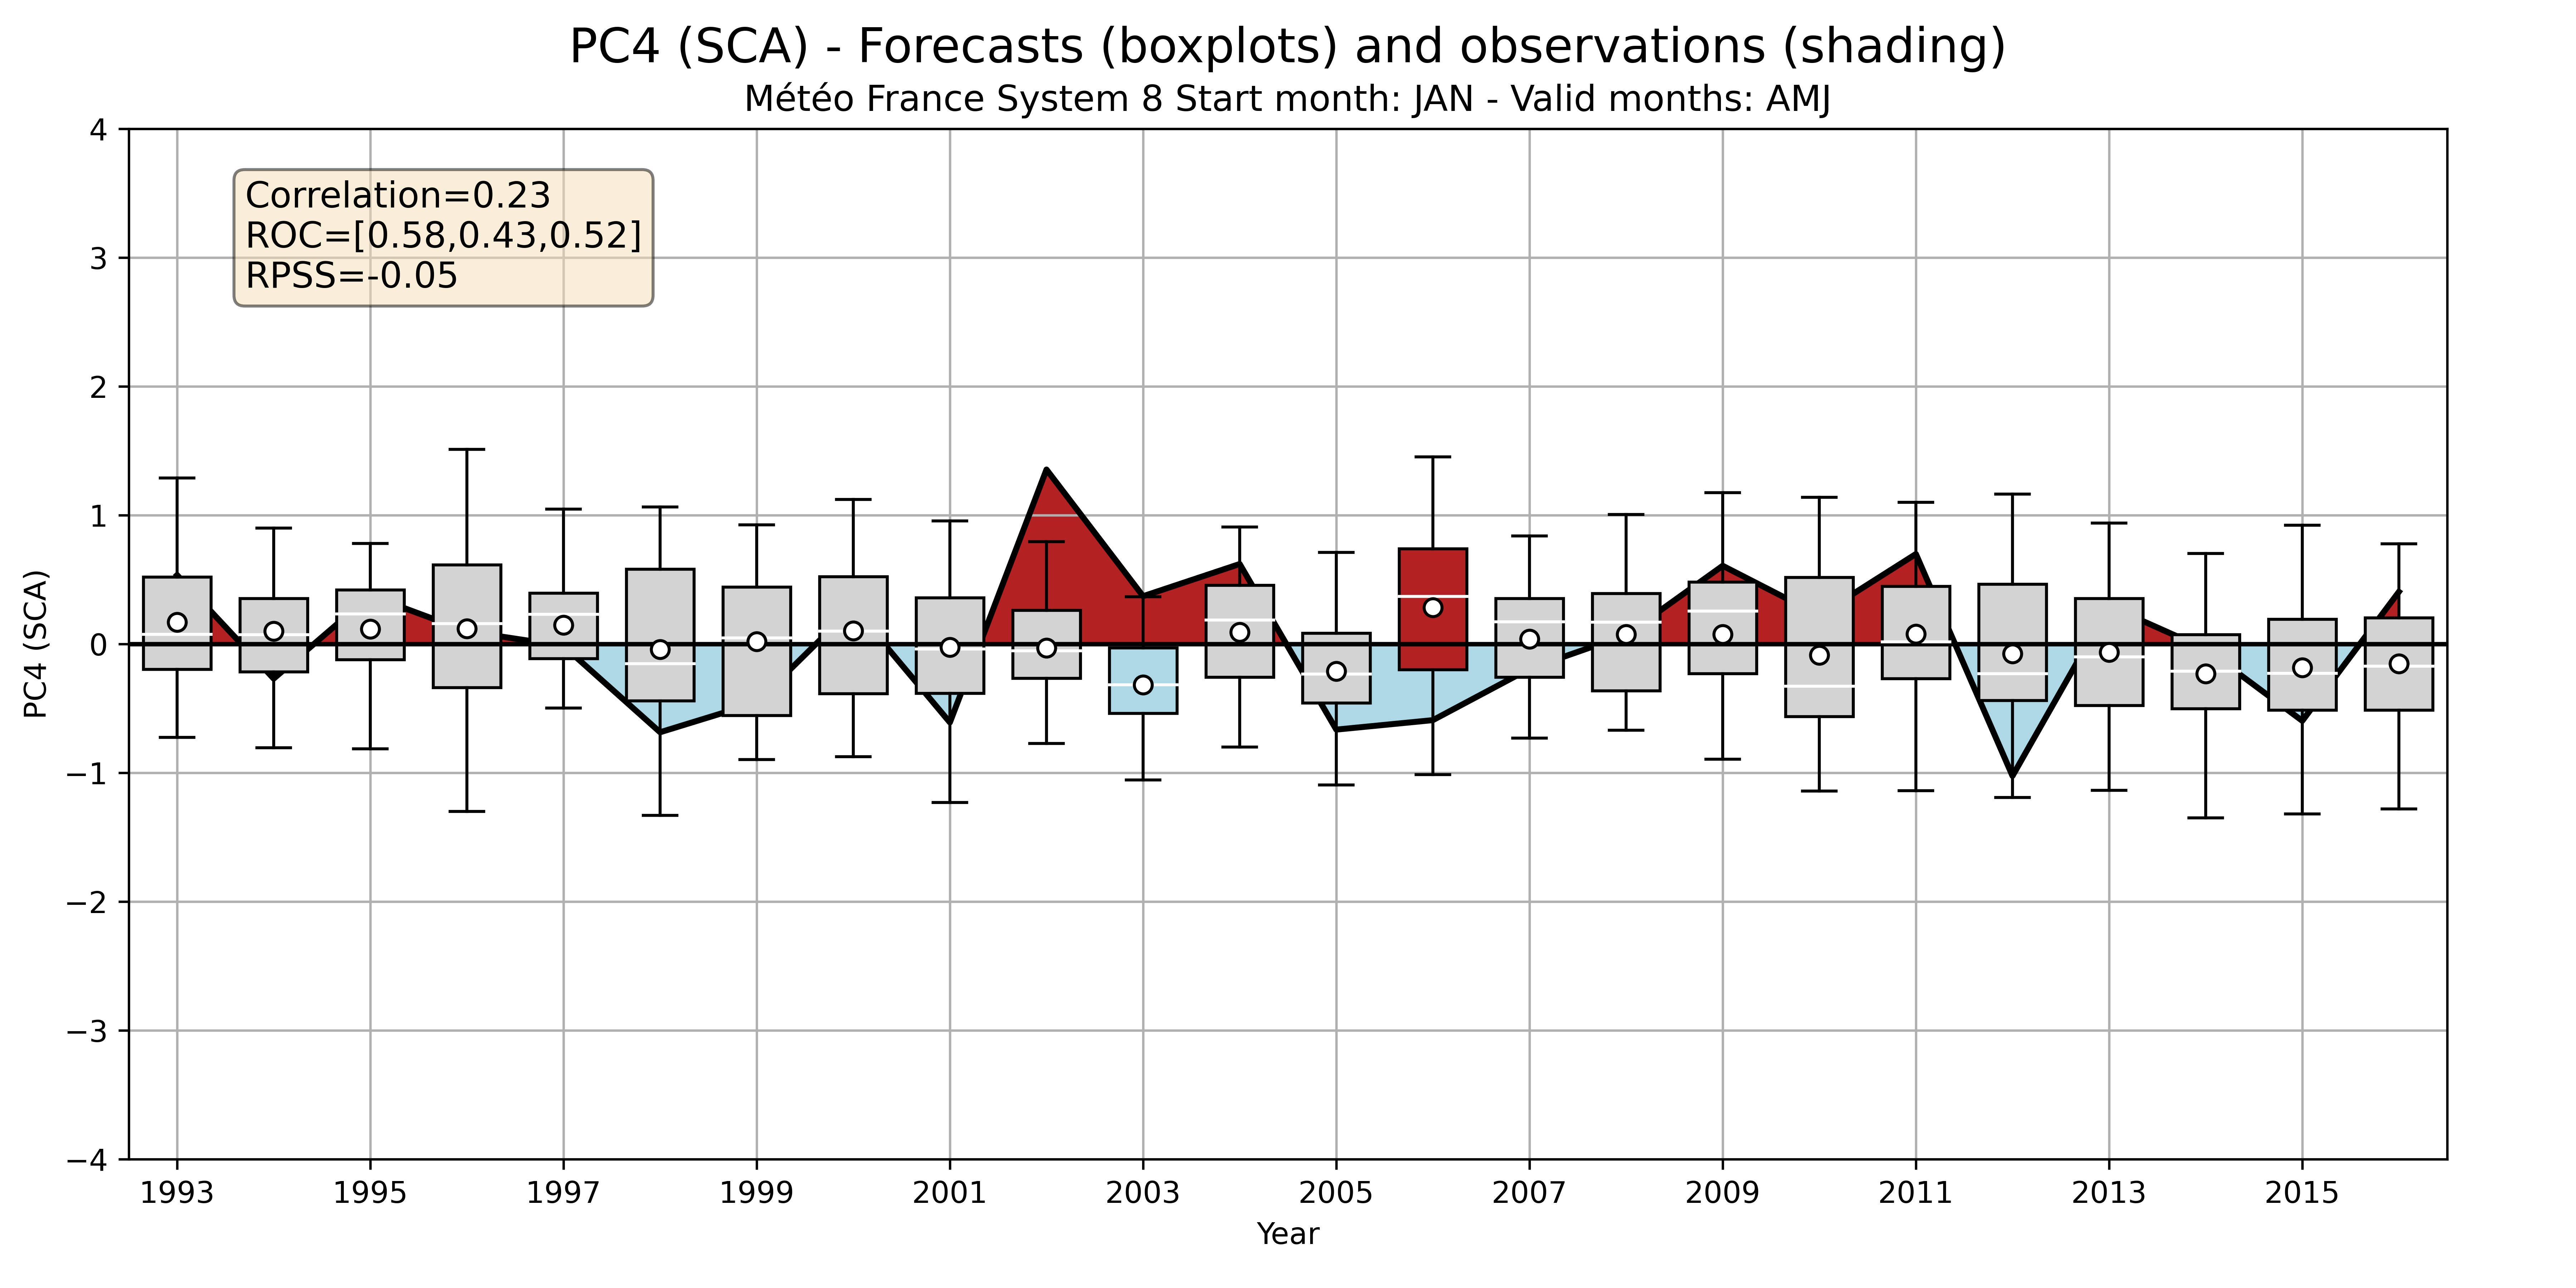 PC4 (SCA) - Forecasts (boxplots) and observations (shading)
Météo France System 8 Start month: JAN - Valid months: AMJ
Correlation=0.23
ROC=[0.58,0.43,0.52]
RPSS=-0.05
PC4 (SCA)
4
3
2
1
0
−1
−2
−3
−4
1993 1995 1997 1999 2001 2003 2005 2007 2009 2011 2013 2015
Year